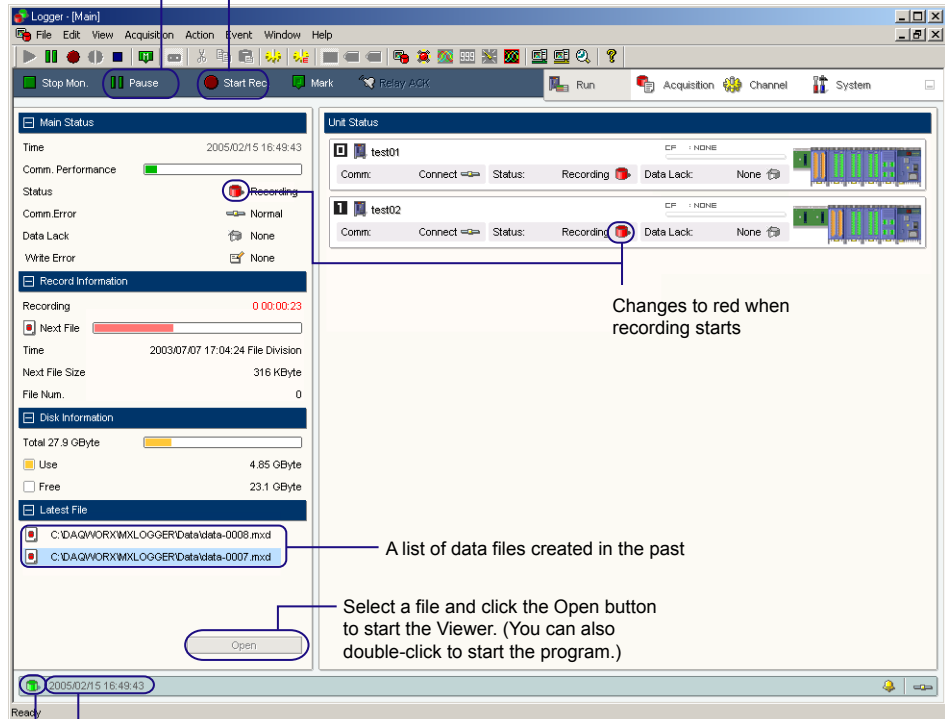 Logger - [Main]
File Edit View Acquisition Action Event Window Help
Stop Mon. Pause Start Rec Mark Relay ACK Run Acquisition Channel System
Main Status
Time 2005/02/15 16:49:43
Comm. Performance
Status Recording
Comm.Error Normal
Data Lack None
Write Error None
Record Information
Recording 0 00:00:23
Next File
Time 2003/07/07 17:04:24 File Division
Next File Size 316 KByte
File Num. 0
Disk Information
Total 27.9 GByte
Use 4.85 GByte
Free 23.1 GByte
Latest File
C:\DAQWORX\MXLOGGER\Data\data-0008.mxd
C:\DAQWORX\MXLOGGER\Data\data-0007.mxd
Open
Unit Status
0 test01 CF : NONE
Comm: Connect Status: Recording Data Lack: None
1 test02 CF : NONE
Comm: Connect Status: Recording Data Lack: None
Changes to red when
recording starts
A list of data files created in the past
Select a file and click the Open button
to start the Viewer. (You can also
double-click to start the program.)
2005/02/15 16:49:43
Ready